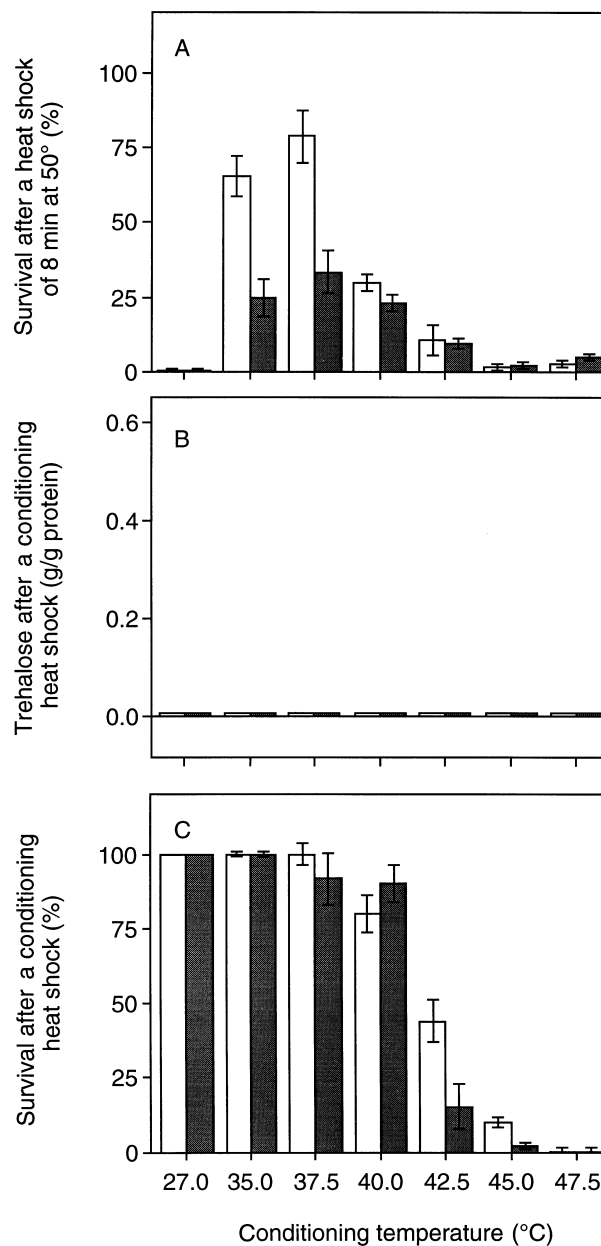 A
Survival after a heat shock
of 8 min at 50° (%)
100
75
50
25
0
B
Trehalose after a conditioning
heat shock (g/g protein)
0.6
0.4
0.2
0.0
C
Survival after a conditioning
heat shock (%)
100
75
50
25
0
27.0 35.0 37.5 40.0 42.5 45.0 47.5
Conditioning temperature (°C)